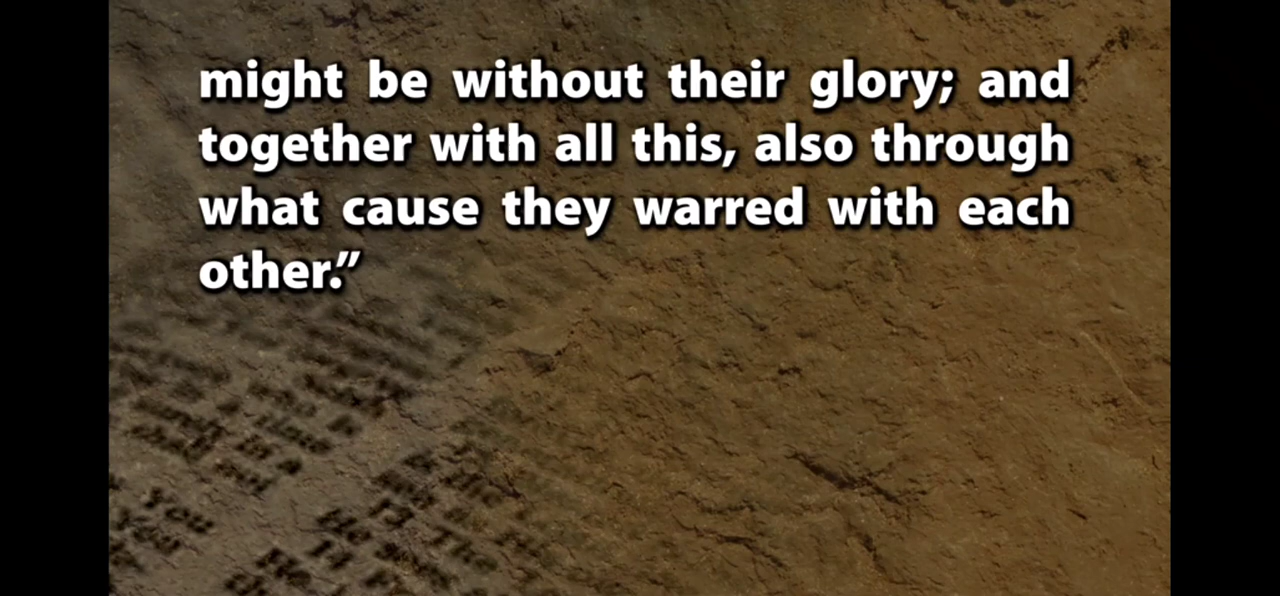 might be without their glory; and
together with all this, also through
what cause they warred with each
other.”